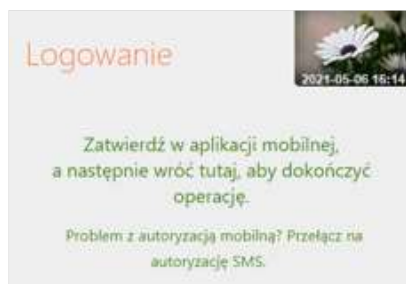 Logowanie
2021-05-06 16:14
Zatwierdź w aplikacji mobilnej,
a następnie wróć tutaj, aby dokończyć
operację.
Problem z autoryzacją mobilną? Przełącz na
autoryzację SMS.